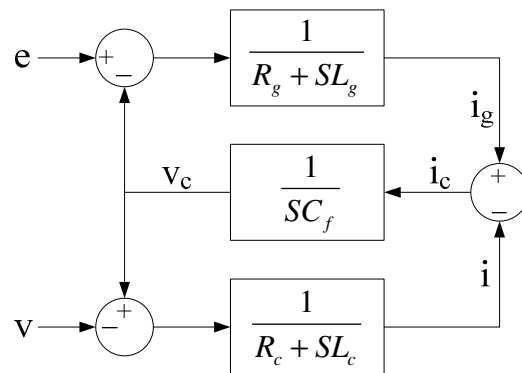 e
+
−
1
R_g + SL_g
i_g
+
−
v_c
1
SC_f
i_c
i
v
−
+
1
R_c + SL_c